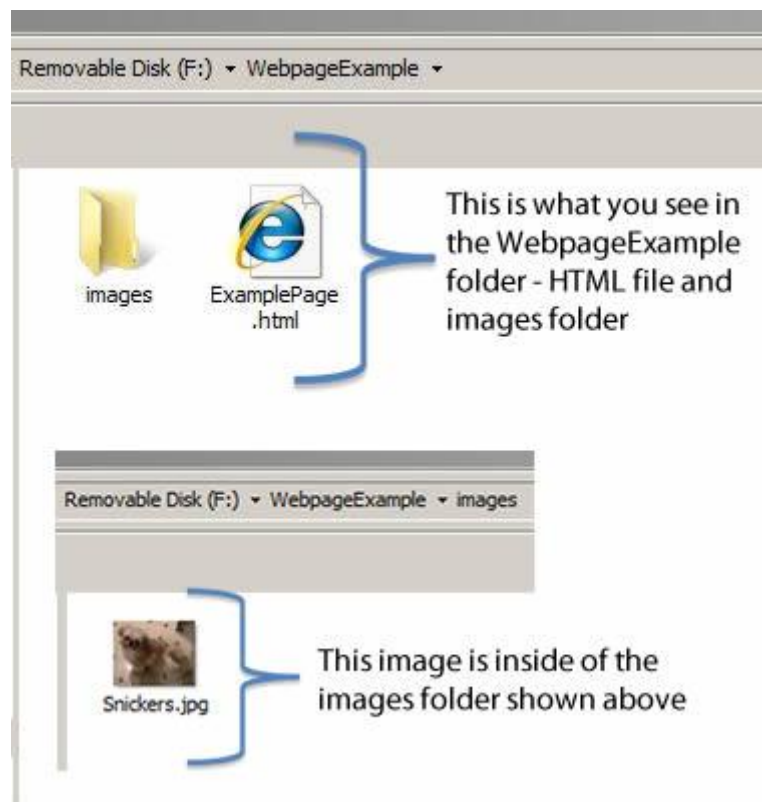 Removable Disk (F:) WebpageExample
images
ExamplePage
.html
This is what you see in
the WebpageExample
folder - HTML file and
images folder
Removable Disk (F:) WebpageExample images
Snickers.jpg
This image is inside of the
images folder shown above